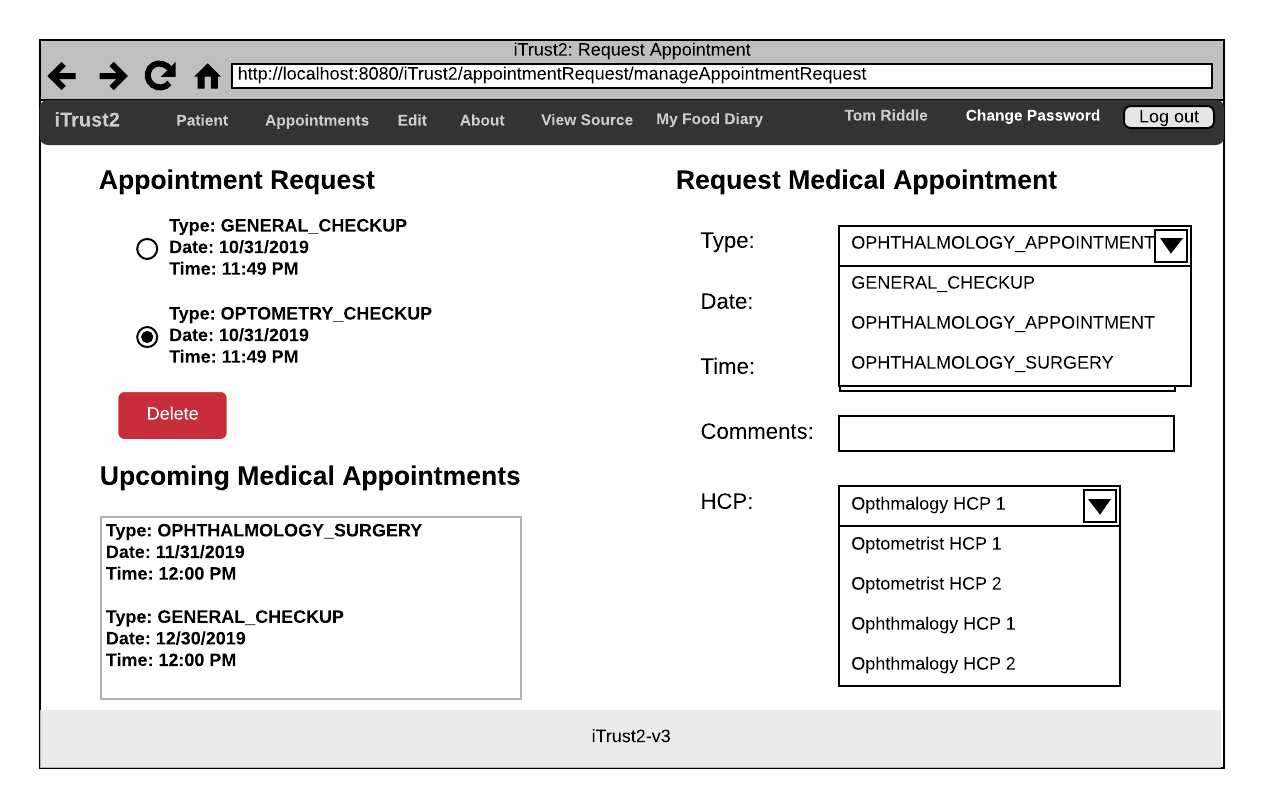 iTrust2: Request Appointment
http://localhost:8080/iTrust2/appointmentRequest/manageAppointmentRequest
iTrust2 Patient Appointments Edit About View Source My Food Diary Tom Riddle Change Password Log out
Appointment Request
Type: GENERAL_CHECKUP
Date: 10/31/2019
Time: 11:49 PM
Type: OPTOMETRY_CHECKUP
Date: 10/31/2019
Time: 11:49 PM
Delete
Upcoming Medical Appointments
Type: OPHTHALMOLOGY_SURGERY
Date: 11/31/2019
Time: 12:00 PM
Type: GENERAL_CHECKUP
Date: 12/30/2019
Time: 12:00 PM
Request Medical Appointment
Type: OPHTHALMOLOGY_APPOINTMENT
GENERAL_CHECKUP
Date:
OPHTHALMOLOGY_APPOINTMENT
Time: OPHTHALMOLOGY_SURGERY
Comments:
HCP: Opthmalogy HCP 1
Optometrist HCP 1
Optometrist HCP 2
Ophthmalogy HCP 1
Ophthmalogy HCP 2
iTrust2-v3